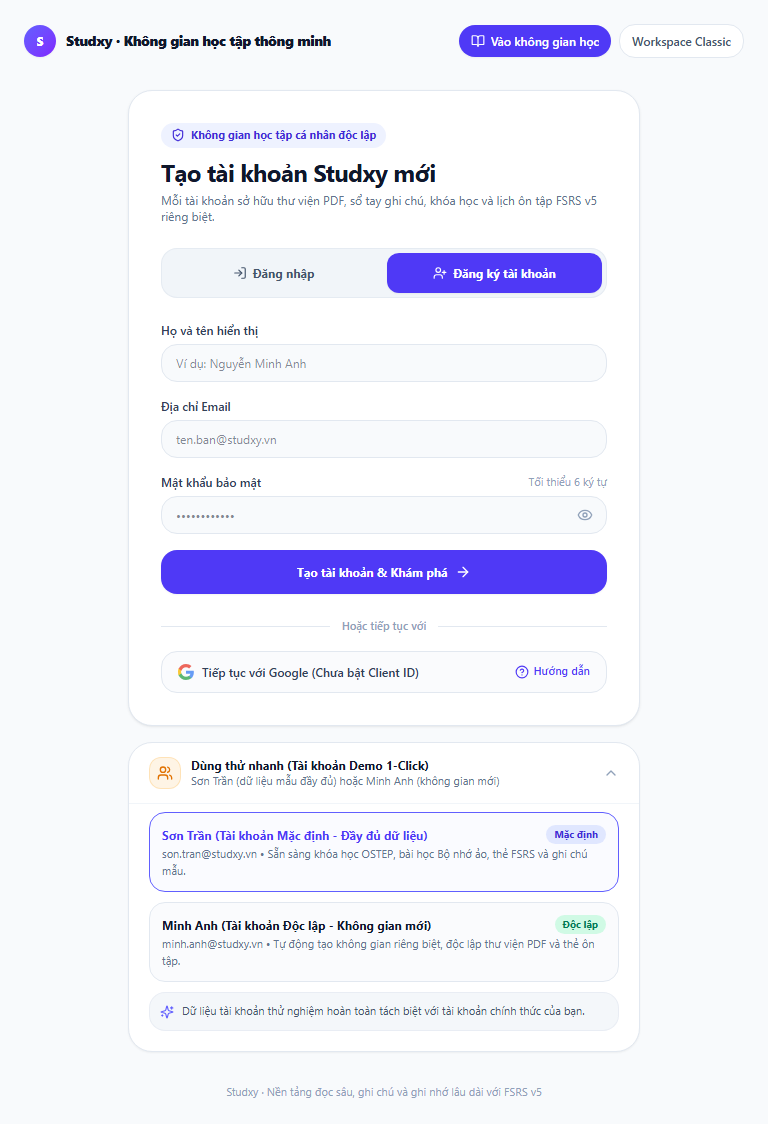 S Studxy · Không gian học tập thông minh
Vào không gian học
Workspace Classic
Không gian học tập cá nhân độc lập
Tạo tài khoản Studxy mới
Mỗi tài khoản sở hữu thư viện PDF, sổ tay ghi chú, khóa học và lịch ôn tập FSRS v5
riêng biệt.
Đăng nhập
Đăng ký tài khoản
Họ và tên hiển thị
Ví dụ: Nguyễn Minh Anh
Địa chỉ Email
ten.ban@studxy.vn
Mật khẩu bảo mật
Tối thiểu 6 ký tự
••••••••••••
Tạo tài khoản & Khám phá
Hoặc tiếp tục với
Tiếp tục với Google (Chưa bật Client ID)
Hướng dẫn
Dùng thử nhanh (Tài khoản Demo 1-Click)
Sơn Trần (dữ liệu mẫu đầy đủ) hoặc Minh Anh (không gian mới)
Sơn Trần (Tài khoản Mặc định - Đầy đủ dữ liệu)
Mặc định
son.tran@studxy.vn • Sẵn sàng khóa học OSTEP, bài học Bộ nhớ ảo, thẻ FSRS và ghi chú
mẫu.
Minh Anh (Tài khoản Độc lập - Không gian mới)
Độc lập
minh.anh@studxy.vn • Tự động tạo không gian riêng biệt, độc lập thư viện PDF và thẻ ôn
tập.
Dữ liệu tài khoản thử nghiệm hoàn toàn tách biệt với tài khoản chính thức của bạn.
Studxy · Nền tảng đọc sâu, ghi chú và ghi nhớ lâu dài với FSRS v5